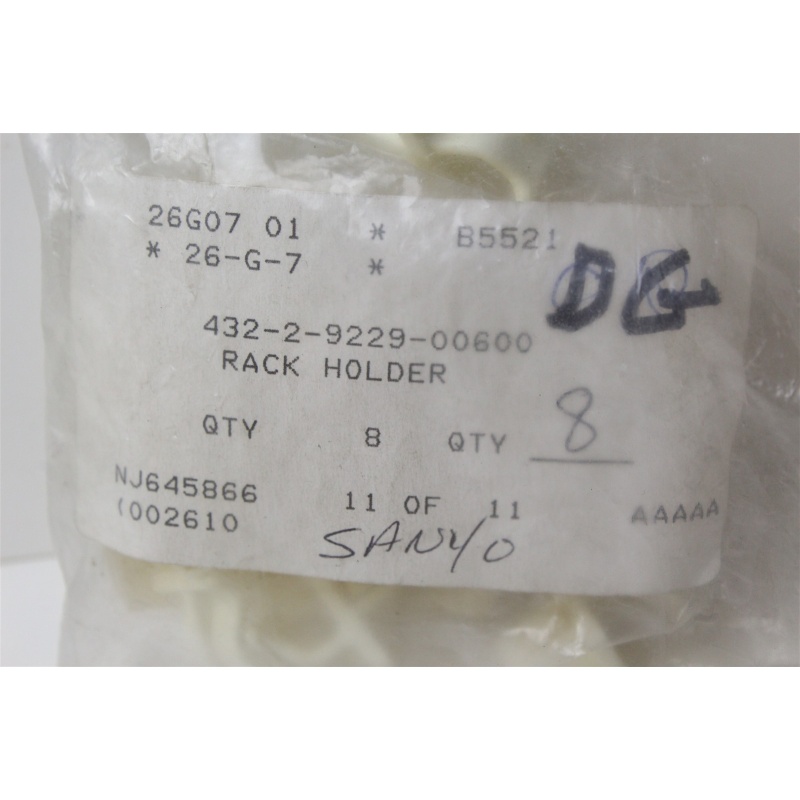 26G07 01 * B5521
* 26-G-7 *
DG
432-2-9229-00600
RACK HOLDER
QTY 8 QTY 8
NJ645866 11 OF 11 AAAAA
(002610
SANYO